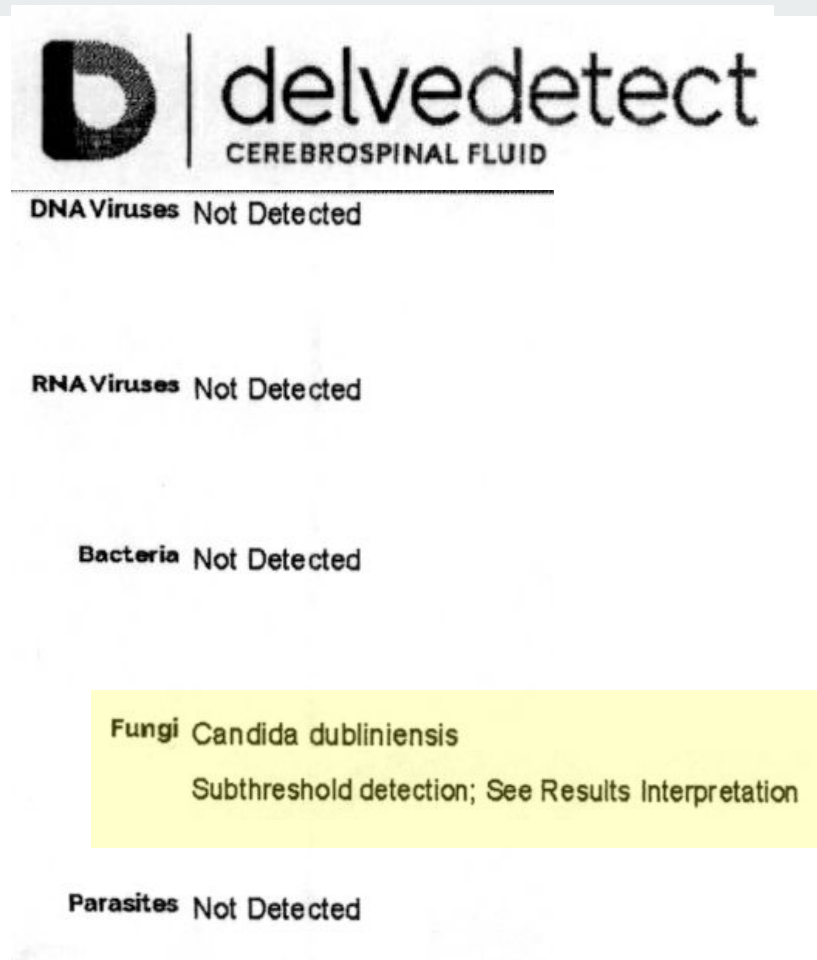 delvedetect
CEREBROSPINAL FLUID
DNA Viruses Not Detected
RNA Viruses Not Detected
Bacteria Not Detected
Fungi Candida dubliniensis
Subthreshold detection; See Results Interpretation
Parasites Not Detected